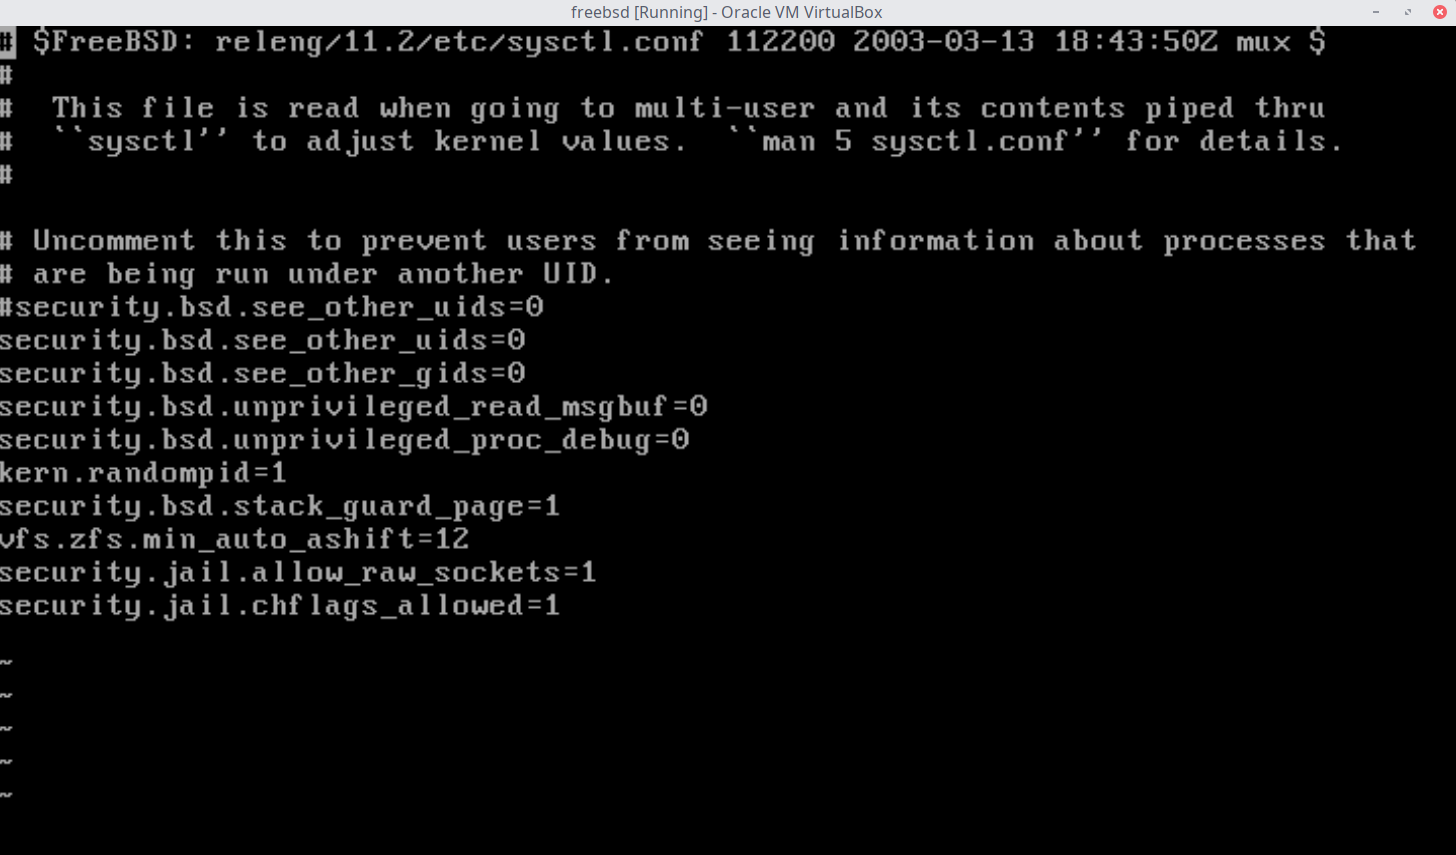 freebsd [Running] - Oracle VM VirtualBox
# $FreeBSD: releng/11.2/etc/sysctl.conf 112200 2003-03-13 18:43:50Z mux $
#
#  This file is read when going to multi-user and its contents piped thru
#  ``sysctl'' to adjust kernel values.  ``man 5 sysctl.conf'' for details.
#

# Uncomment this to prevent users from seeing information about processes that
# are being run under another UID.
#security.bsd.see_other_uids=0
security.bsd.see_other_uids=0
security.bsd.see_other_gids=0
security.bsd.unprivileged_read_msgbuf=0
security.bsd.unprivileged_proc_debug=0
kern.randompid=1
security.bsd.stack_guard_page=1
vfs.zfs.min_auto_ashift=12
security.jail.allow_raw_sockets=1
security.jail.chflags_allowed=1

~
~
~
~
~